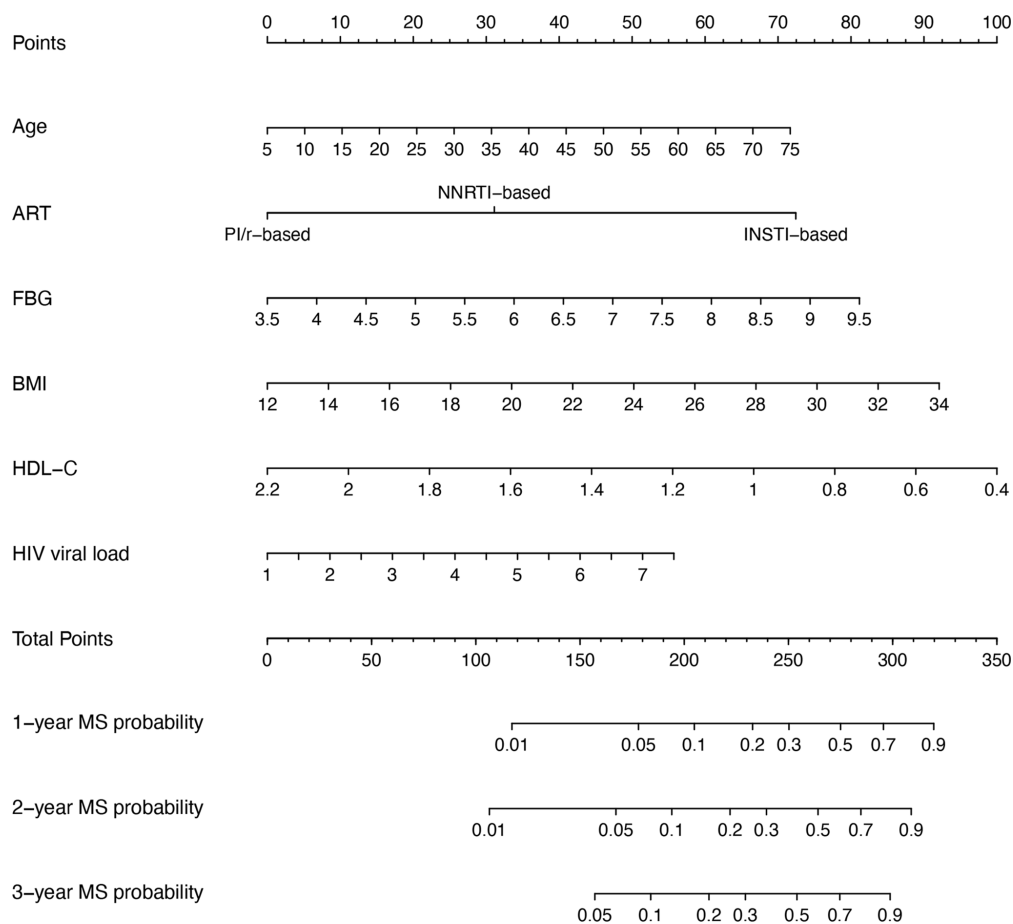 0 10 20 30 40 50 60 70 80 90 100
Points
Age
5 10 15 20 25 30 35 40 45 50 55 60 65 70 75
NNRTI−based
ART
PI/r−based INSTI−based
FBG
3.5 4 4.5 5 5.5 6 6.5 7 7.5 8 8.5 9 9.5
BMI
12 14 16 18 20 22 24 26 28 30 32 34
HDL−C
2.2 2 1.8 1.6 1.4 1.2 1 0.8 0.6 0.4
HIV viral load
1 2 3 4 5 6 7
Total Points
0 50 100 150 200 250 300 350
1−year MS probability
0.01 0.05 0.1 0.2 0.3 0.5 0.7 0.9
2−year MS probability
0.01 0.05 0.1 0.2 0.3 0.5 0.7 0.9
3−year MS probability
0.05 0.1 0.2 0.3 0.5 0.7 0.9